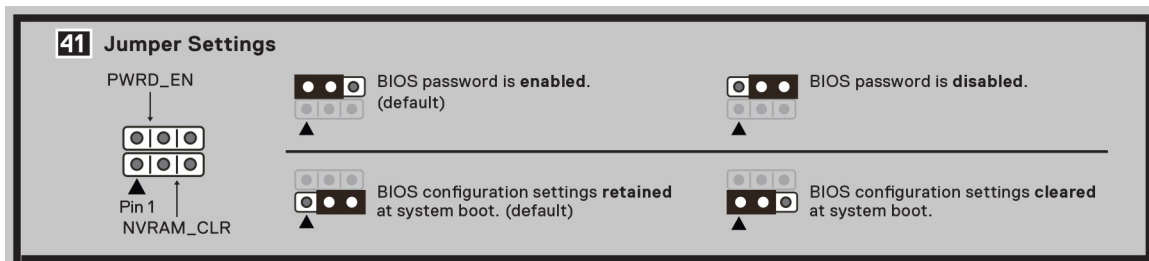 41 Jumper Settings
PWRD_EN
Pin 1
NVRAM_CLR
BIOS password is enabled.
(default)
BIOS password is disabled.
BIOS configuration settings retained
at system boot. (default)
BIOS configuration settings cleared
at system boot.